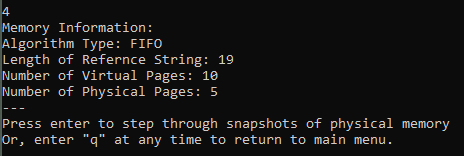 4
Memory Information:
Algorithm Type: FIFO
Length of Refernce String: 19
Number of Virtual Pages: 10
Number of Physical Pages: 5
---
Press enter to step through snapshots of physical memory
Or, enter "q" at any time to return to main menu.